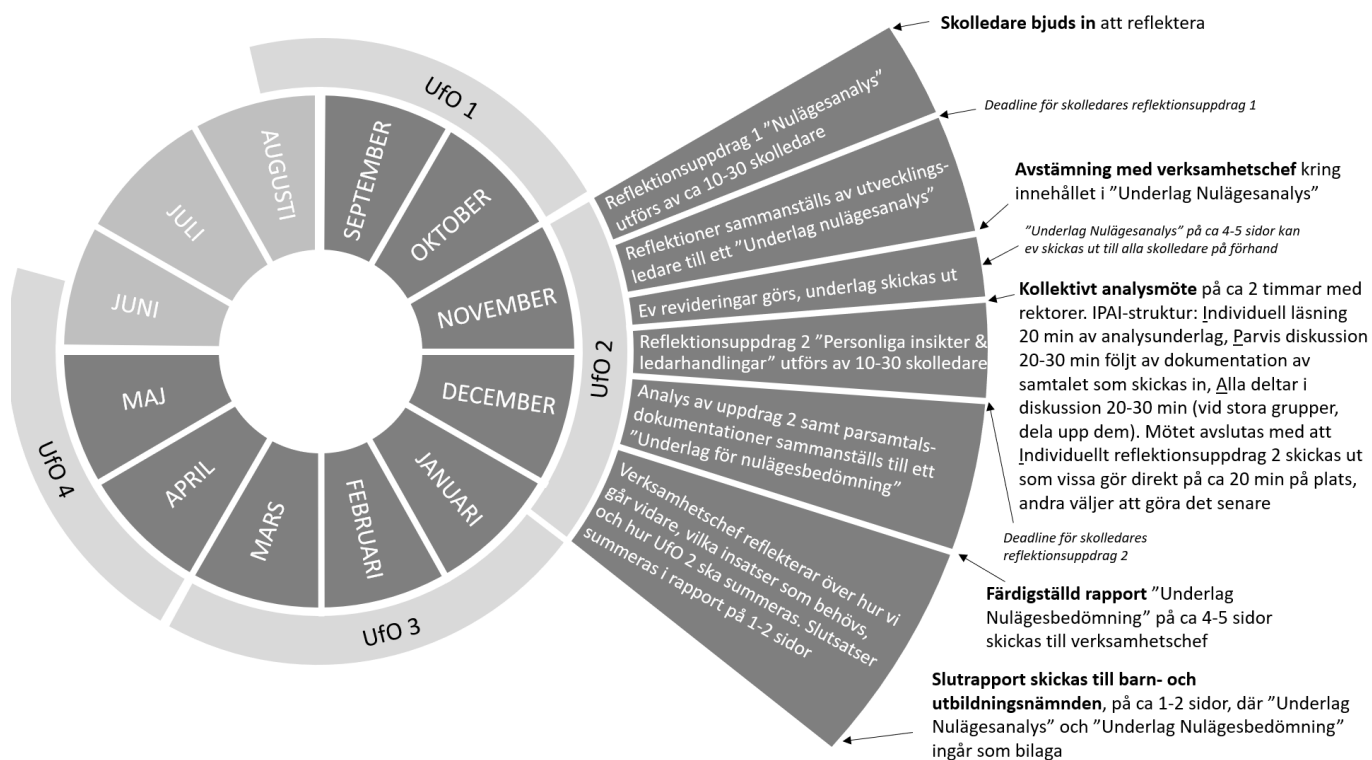 UfO 1
UfO 2
UfO 3
UfO 4
AUGUSTI
SEPTEMBER
OKTOBER
NOVEMBER
DECEMBER
JANUARI
FEBRUARI
MARS
APRIL
MAJ
JUNI
JULI
Reflektionsuppdrag 1 ”Nulägesanalys”
utförs av ca 10-30 skolledare
Reflektioner sammanställs av utvecklings-
ledare till ett ”Underlag nulägesanalys”
Ev revideringar görs, underlag skickas ut
Reflektionsuppdrag 2 ”Personliga insikter &
ledarhandlingar” utförs av 10-30 skolledare
Analys av uppdrag 2 samt parsamtals-
dokumentationer sammanställs till ett
”Underlag för nulägesbedömning”
Verksamhetschef reflekterar över hur vi
går vidare, vilka insatser som behövs,
och hur UfO 2 ska summeras. Slutsatser
summeras i rapport på 1-2 sidor
Skolledare bjuds in att reflektera
Deadline för skolledares reflektionsuppdrag 1
Avstämning med verksamhetschef kring
innehållet i ”Underlag Nulägesanalys”
”Underlag Nulägesanalys” på ca 4-5 sidor kan
ev skickas ut till alla skolledare på förhand
Kollektivt analysmöte på ca 2 timmar med
rektorer. IPAI-struktur: Individuell läsning
20 min av analysunderlag, Parvis diskussion
20-30 min följt av dokumentation av
samtalet som skickas in, Alla deltar i
diskussion 20-30 min (vid stora grupper,
dela upp dem). Mötet avslutas med att
Individuellt reflektionsuppdrag 2 skickas ut
som vissa gör direkt på ca 20 min på plats,
andra väljer att göra det senare
Deadline för skolledares
reflektionsuppdrag 2
Färdigställd rapport ”Underlag
Nulägesbedömning” på ca 4-5 sidor
skickas till verksamhetschef
Slutrapport skickas till barn- och
utbildningsnämnden, på ca 1-2 sidor, där ”Underlag
Nulägesanalys” och ”Underlag Nulägesbedömning”
ingår som bilaga